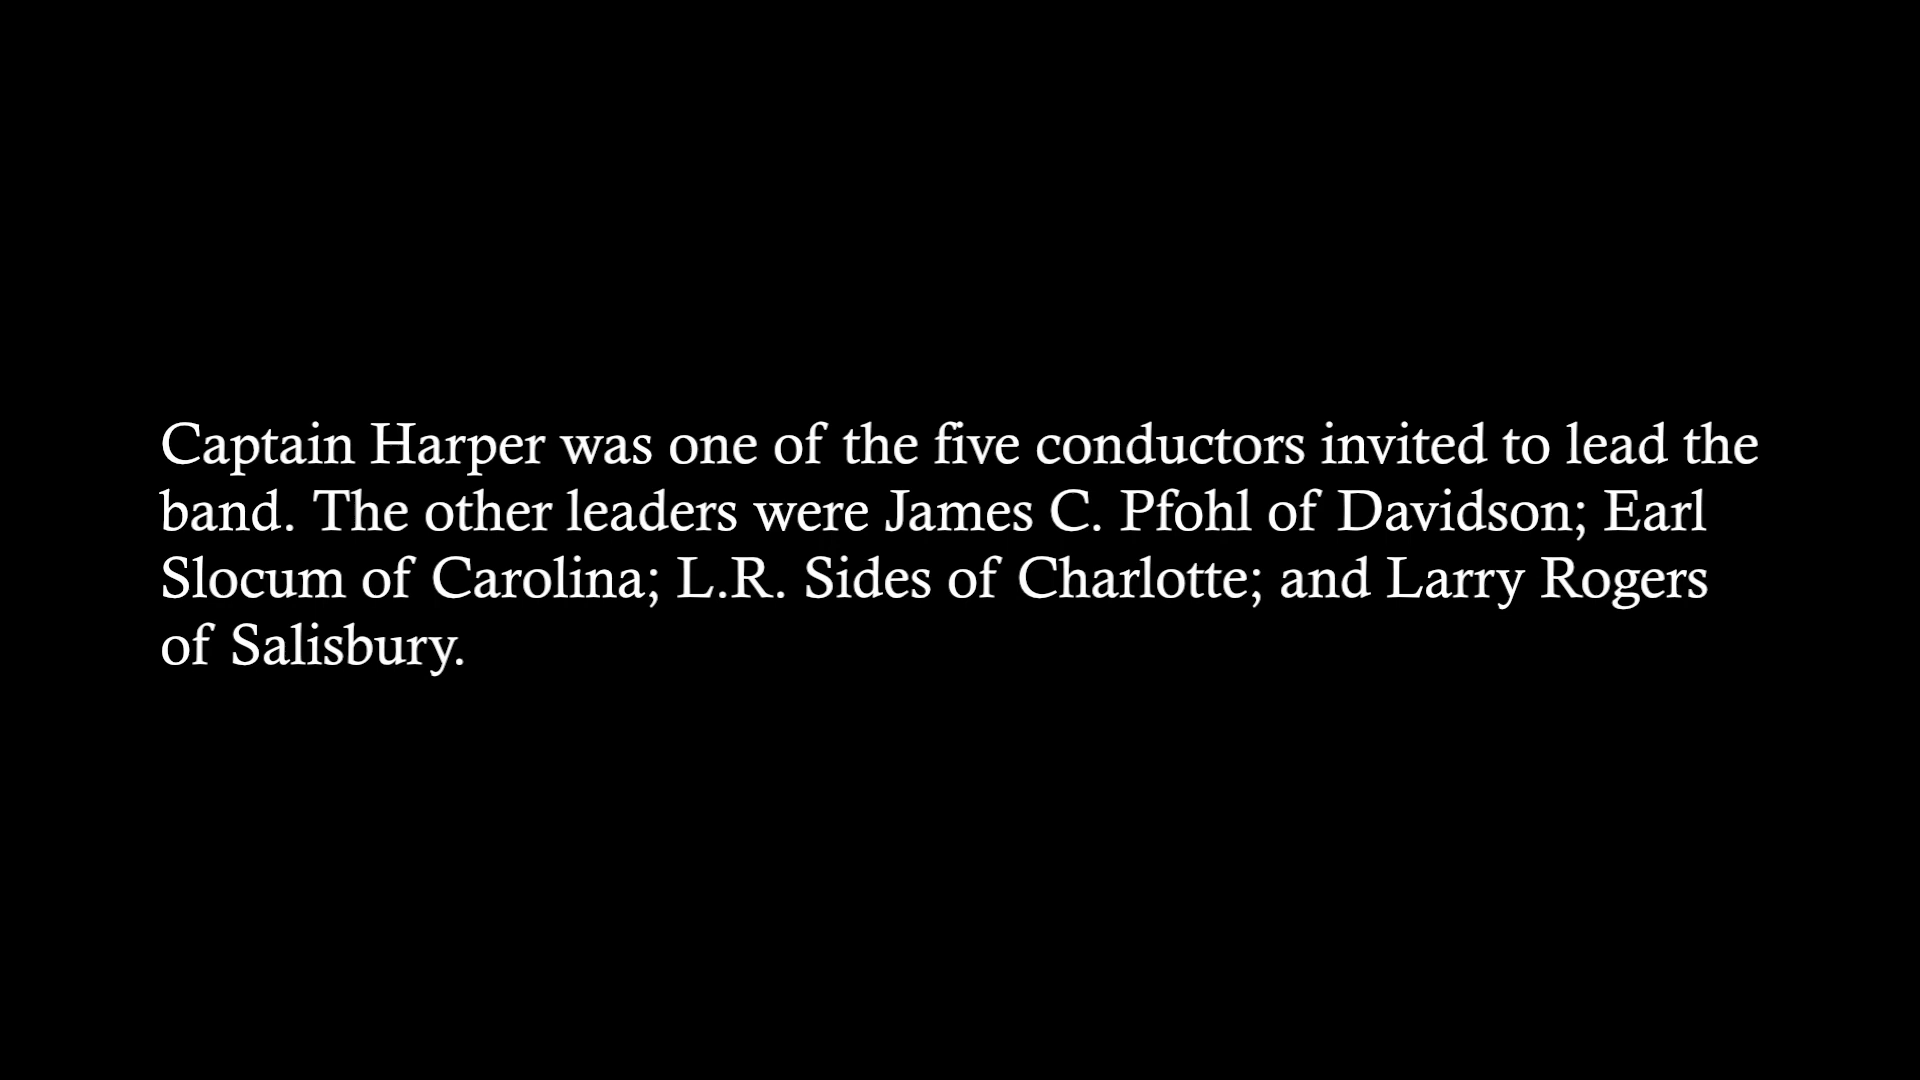 Captain Harper was one of the five conductors invited to lead the
band. The other leaders were James C. Pfohl of Davidson; Earl
Slocum of Carolina; L.R. Sides of Charlotte; and Larry Rogers
of Salisbury.